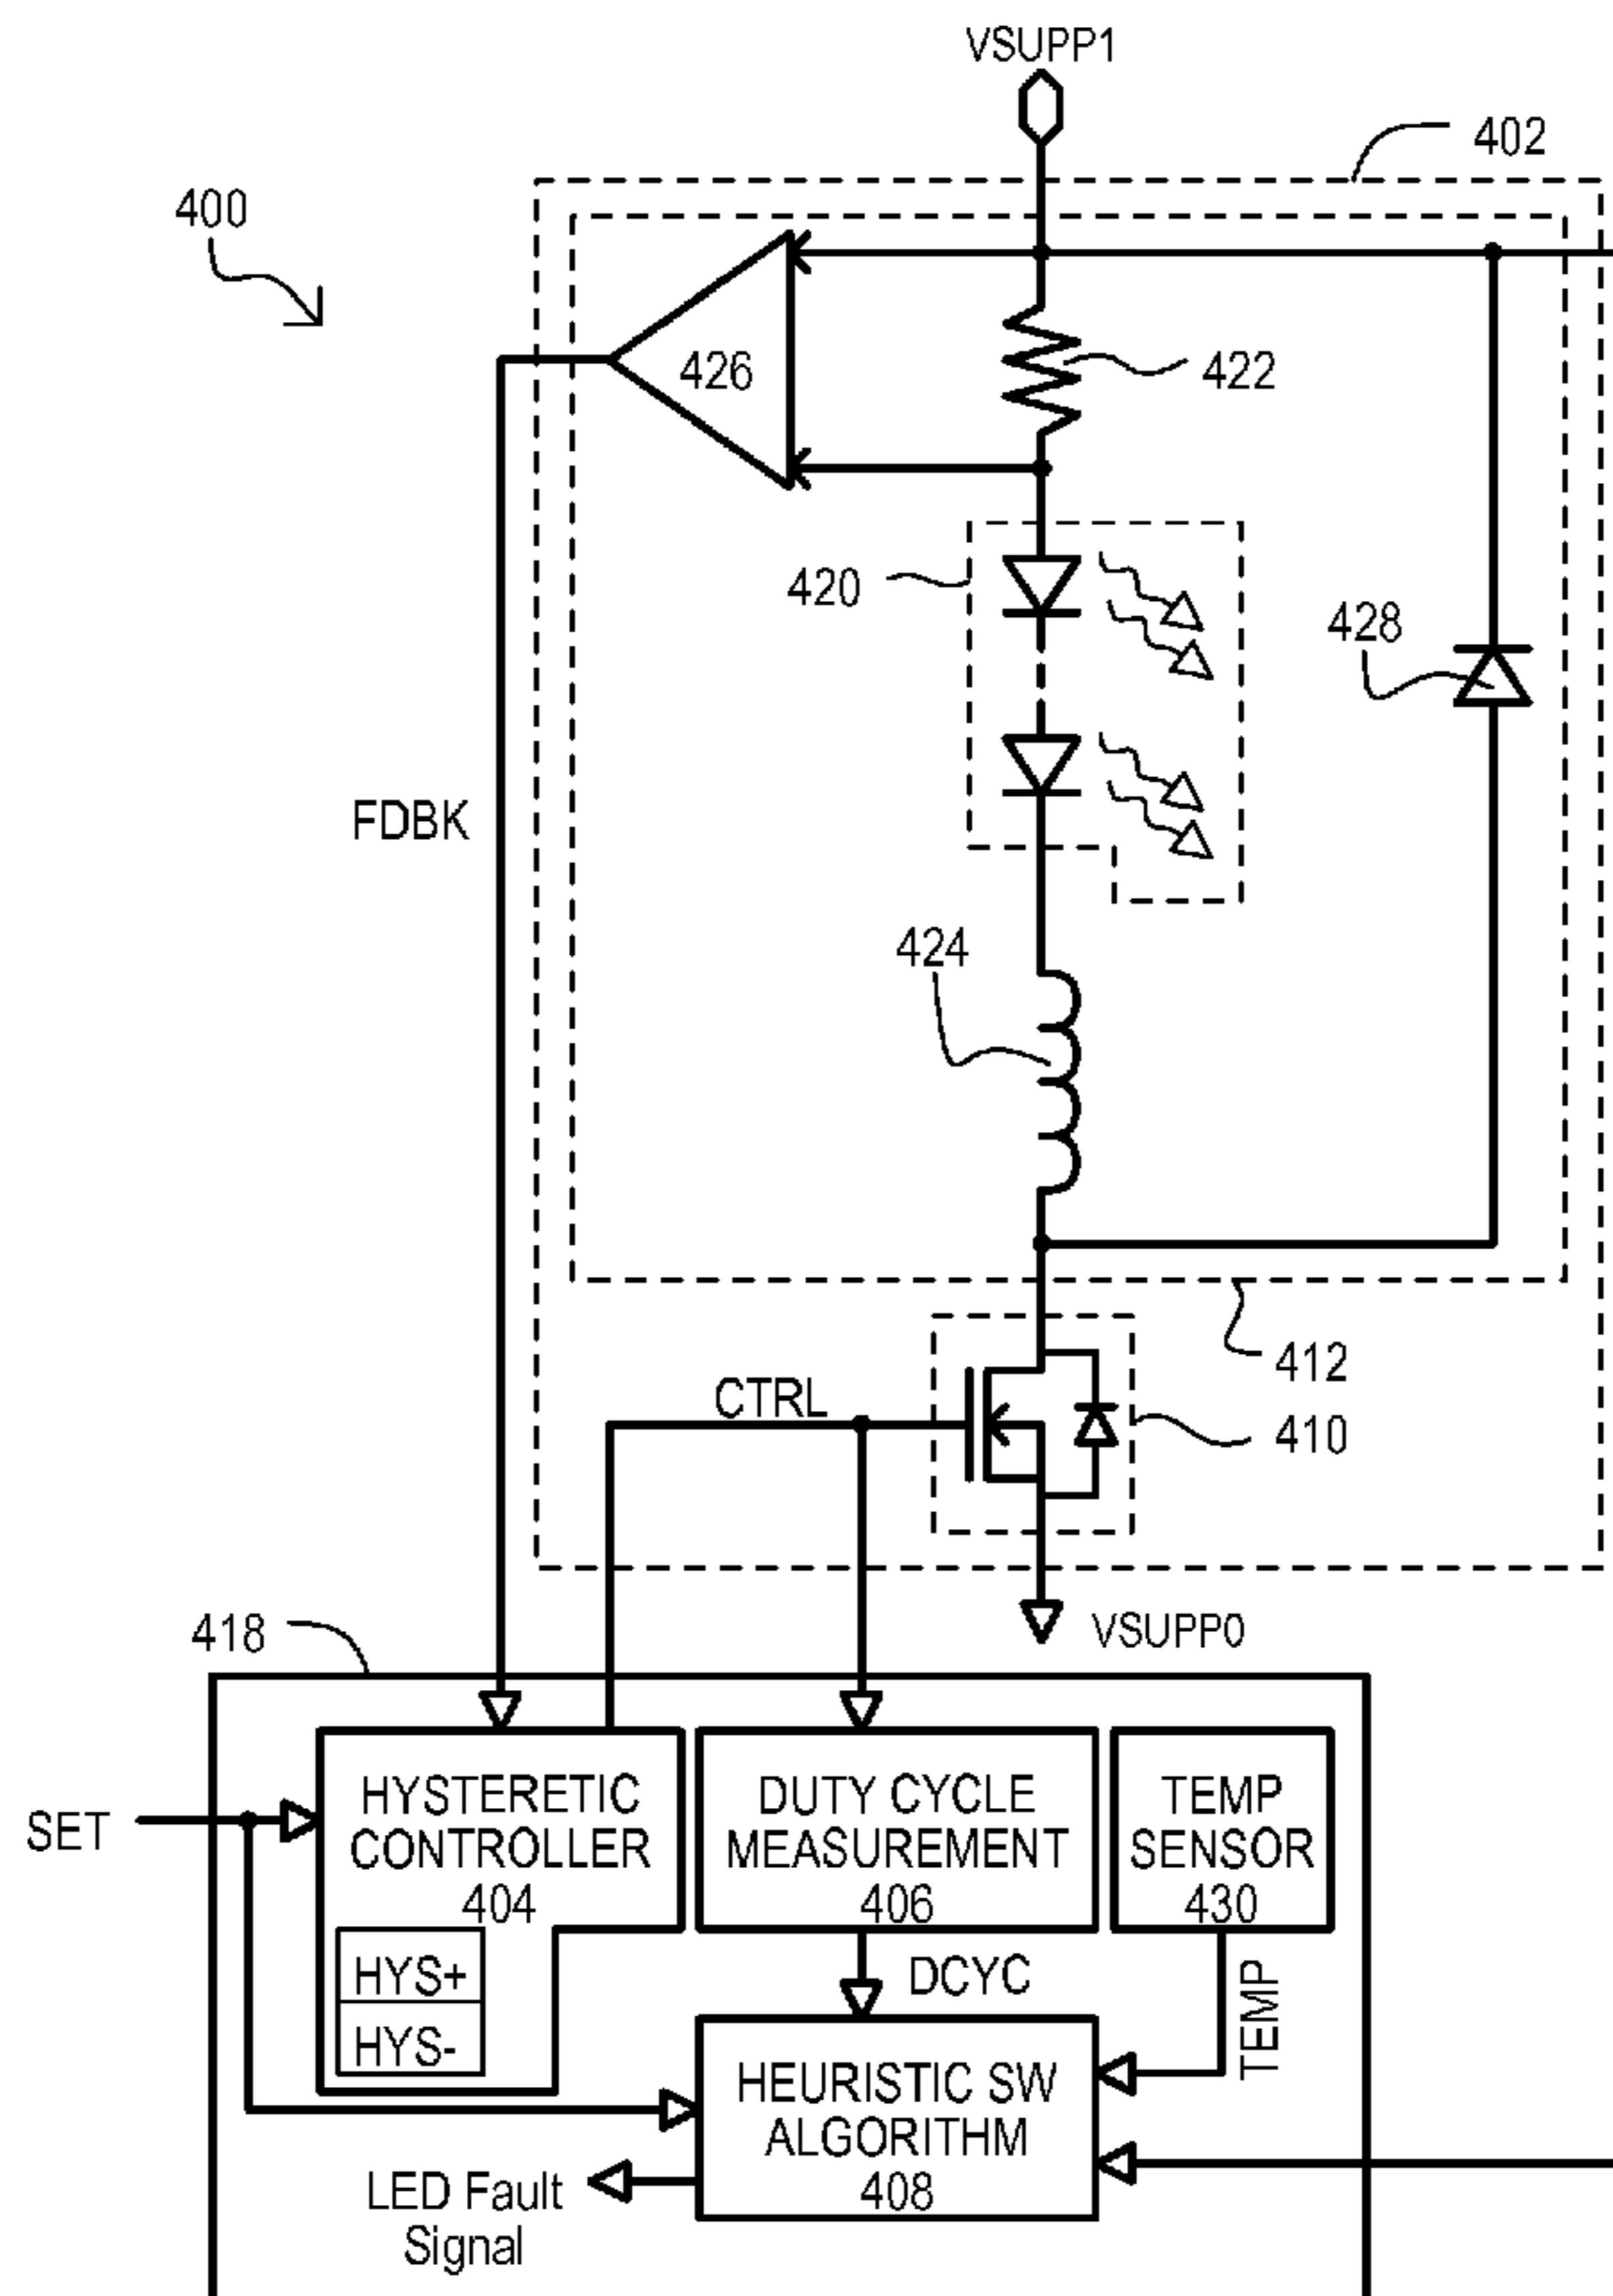 VSUPP1
402
400
426
422
420
428
FDBK
424
412
CTRL
410
418
VSUPP0
HYSTERETIC
CONTROLLER
404
DUTY CYCLE
MEASUREMENT
406
TEMP
SENSOR
430
SET
HYS+
HYS-
DCYC
TEMP
HEURISTIC SW
ALGORITHM
408
LED Fault
Signal